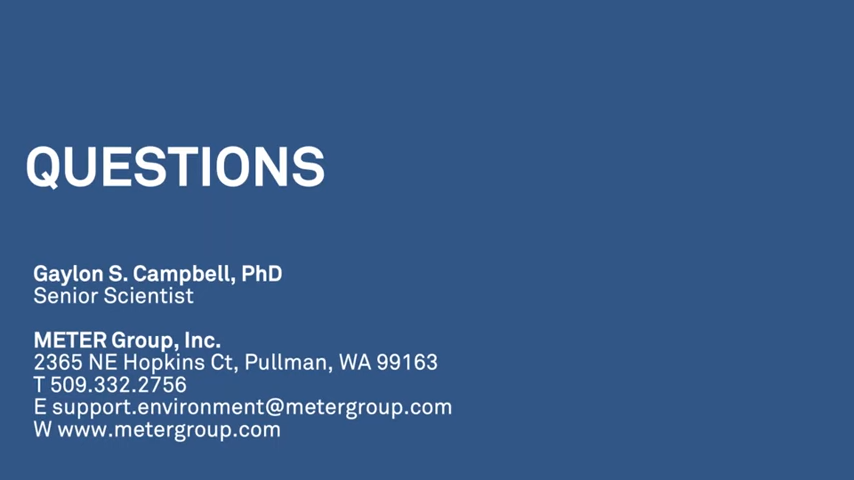 QUESTIONS
Gaylon S. Campbell, PhD
Senior Scientist
METER Group, Inc.
2365 NE Hopkins Ct, Pullman, WA 99163
T 509.332.2756
E support.environment@metergroup.com
W www.metergroup.com